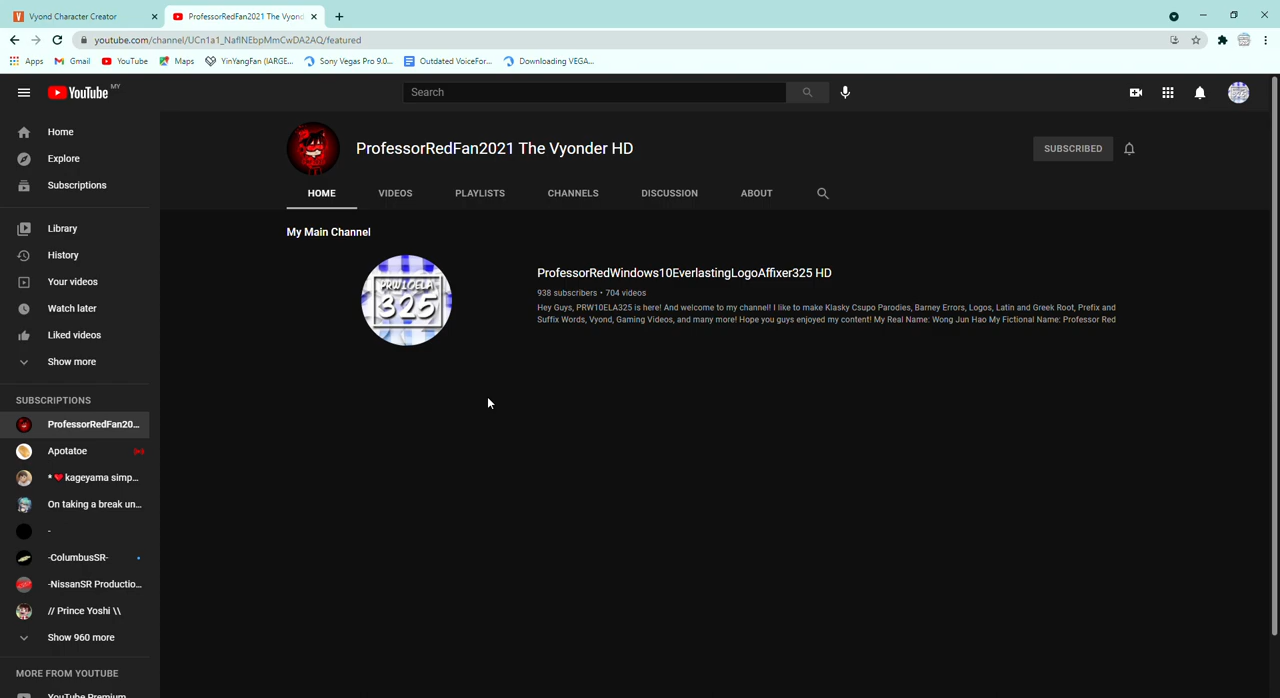 Vyond Character Creator
ProfessorRedFan2021 The Vyond
youtube.com/channel/UCn1a1_NaflNEbpMmCwDA2AQ/featured
Apps Gmail YouTube Maps YinYangFan (lARGE... Sony Vegas Pro 9.0... Outdated VoiceFor... Downloading VEGA...
YouTube MY
Search
ProfessorRedFan2021 The Vyonder HD
SUBSCRIBED
HOME VIDEOS PLAYLISTS CHANNELS DISCUSSION ABOUT
My Main Channel
PRW10ELA
325
ProfessorRedWindows10EverlastingLogoAffixer325 HD
938 subscribers • 704 videos
Hey Guys, PRW10ELA325 is here! And welcome to my channel! I like to make Klasky Csupo Parodies, Barney Errors, Logos, Latin and Greek Root, Prefix and
Suffix Words, Vyond, Gaming Videos, and many more! Hope you guys enjoyed my content! My Real Name: Wong Jun Hao My Fictional Name: Professor Red
Home
Explore
Subscriptions
Library
History
Your videos
Watch later
Liked videos
Show more
SUBSCRIPTIONS
ProfessorRedFan20...
Apotatoe
* ❤kageyama simp...
On taking a break un...
-
-ColumbusSR-
-NissanSR Productio...
// Prince Yoshi \\
Show 960 more
MORE FROM YOUTUBE
YouTube Premium